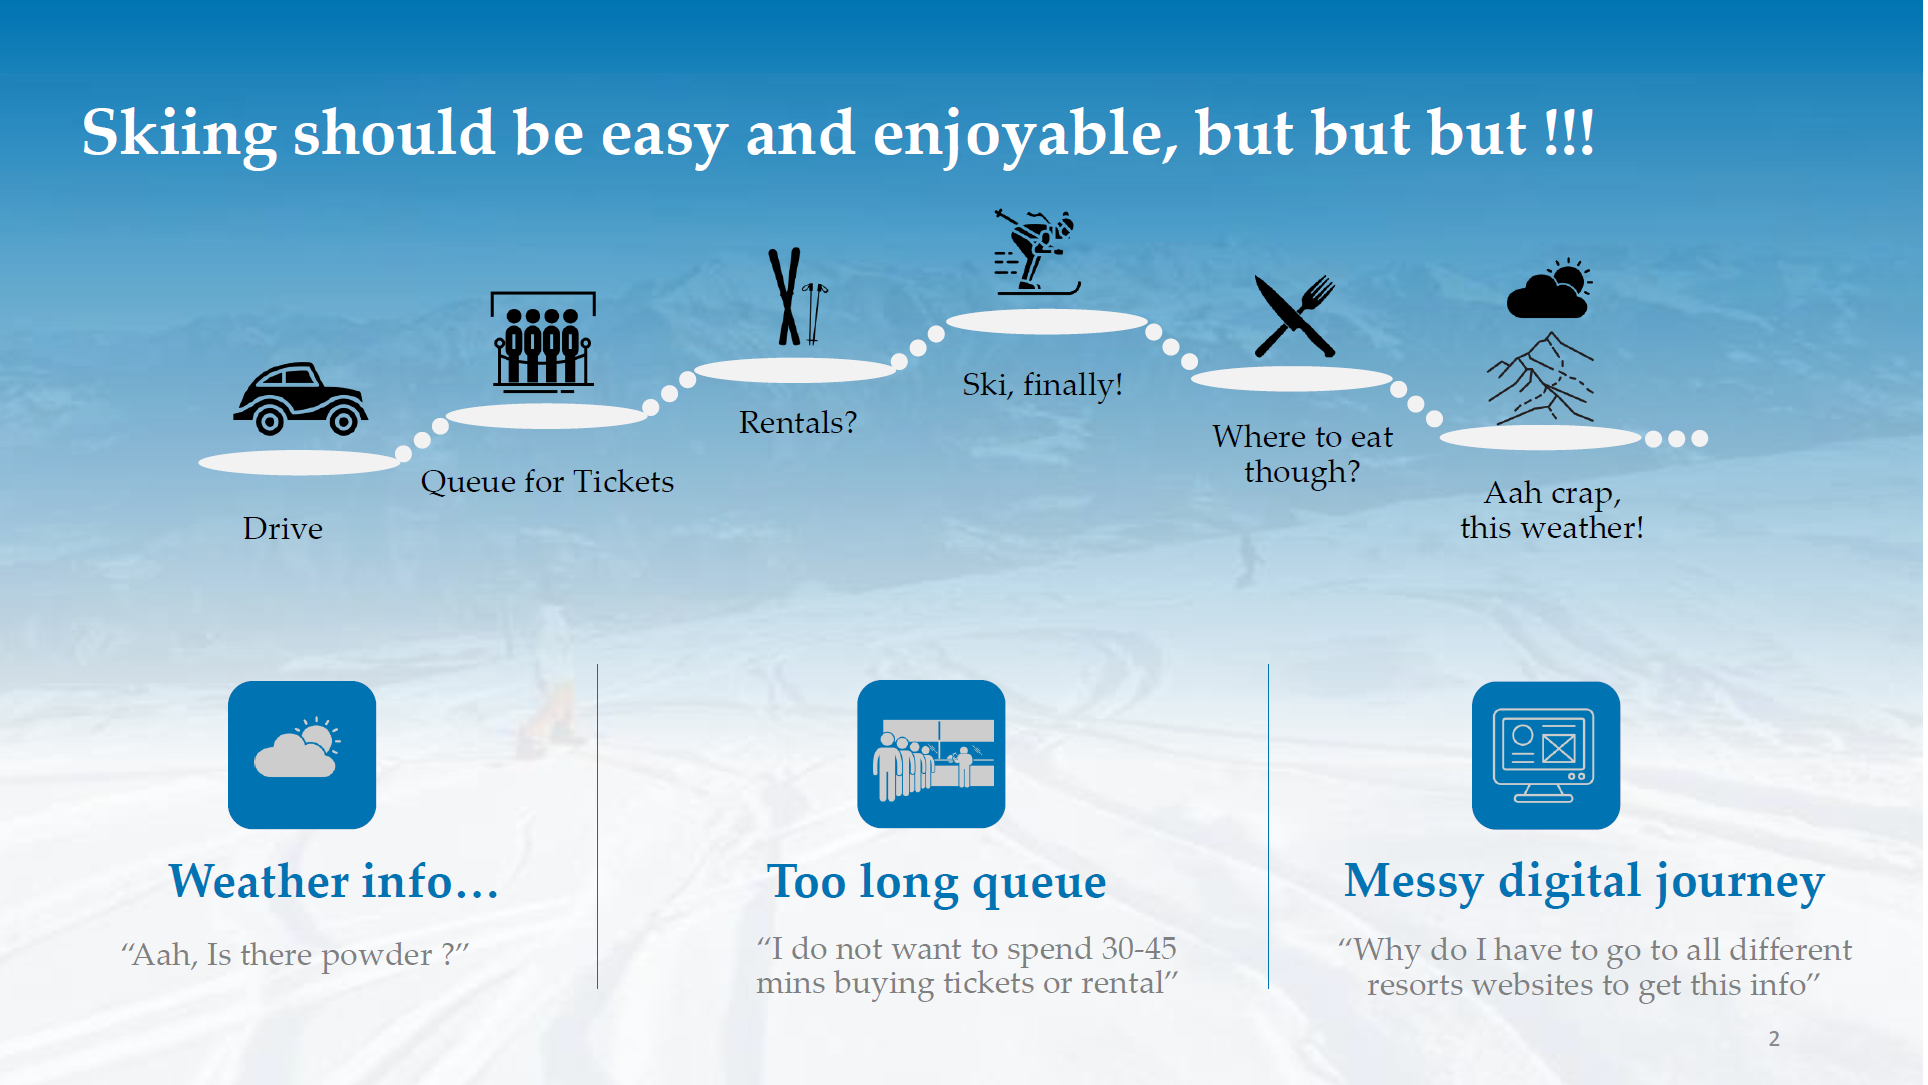 Skiing should be easy and enjoyable, but but but !!!
Drive
Queue for Tickets
Rentals?
Ski, finally!
Where to eat
though?
Aah crap,
this weather!
Weather info…
“Aah, Is there powder ?”
Too long queue
“I do not want to spend 30-45
mins buying tickets or rental”
Messy digital journey
“Why do I have to go to all different
resorts websites to get this info”
2